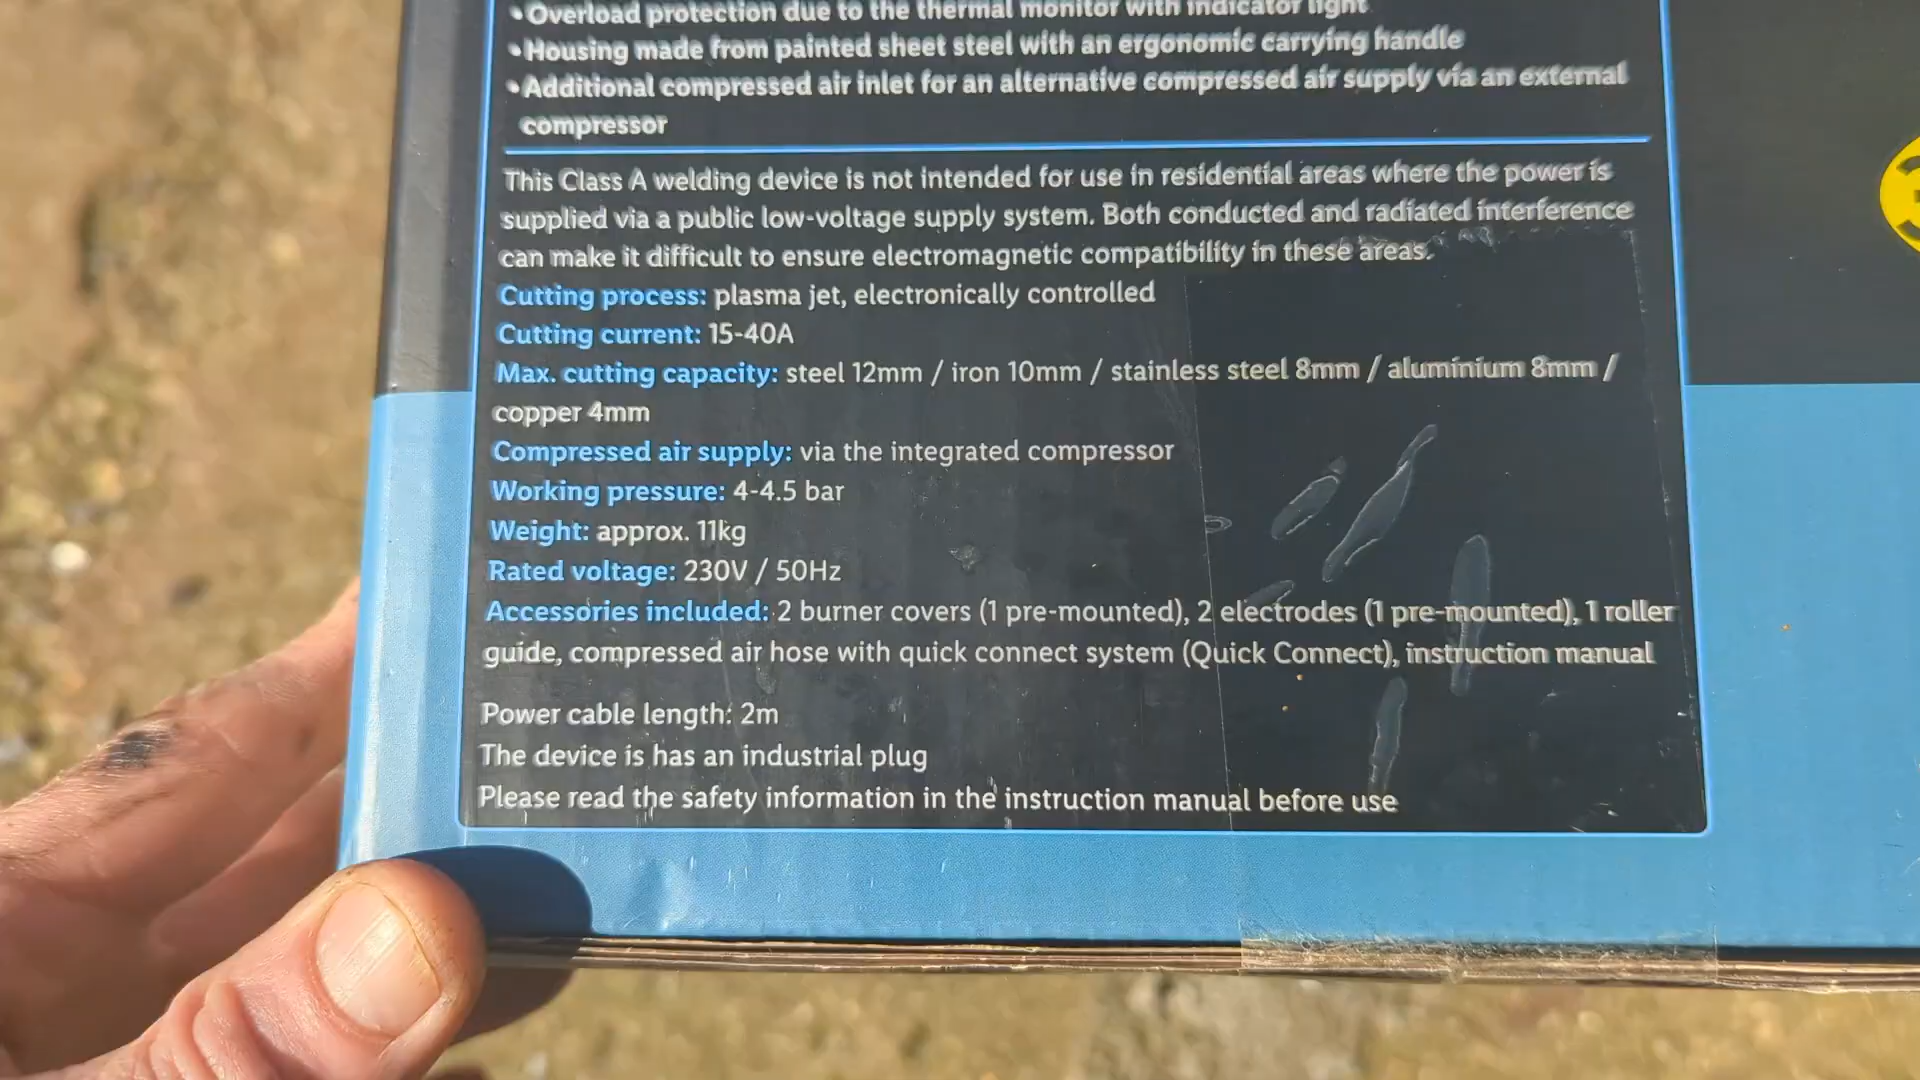 •Overload protection due to the thermal monitor with indicator light
•Housing made from painted sheet steel with an ergonomic carrying handle
•Additional compressed air inlet for an alternative compressed air supply via an external
compressor
This Class A welding device is not intended for use in residential areas where the power is
supplied via a public low-voltage supply system. Both conducted and radiated interference
can make it difficult to ensure electromagnetic compatibility in these areas.
Cutting process: plasma jet, electronically controlled
Cutting current: 15-40A
Max. cutting capacity: steel 12mm / iron 10mm / stainless steel 8mm / aluminium 8mm /
copper 4mm
Compressed air supply: via the integrated compressor
Working pressure: 4-4.5 bar
Weight: approx. 11kg
Rated voltage: 230V / 50Hz
Accessories included: 2 burner covers (1 pre-mounted), 2 electrodes (1 pre-mounted), 1 roller
guide, compressed air hose with quick connect system (Quick Connect), instruction manual
Power cable length: 2m
The device is has an industrial plug
Please read the safety information in the instruction manual before use